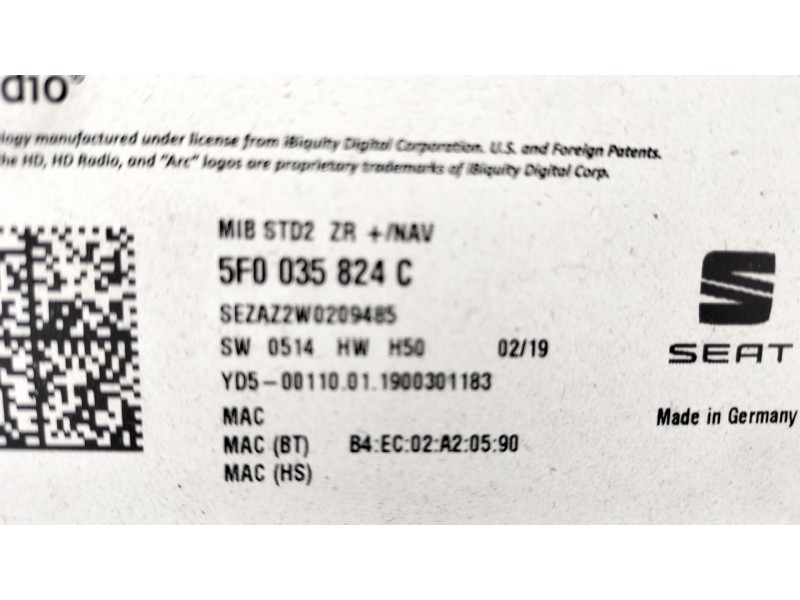 dio®
logy manufactured under license from iBiquity Digital Corporation. U.S. and Foreign Patents.
he HD, HD Radio, and "Arc" logos are proprietary trademarks of iBiquity Digital Corp.
MIB STD2 ZR +/NAV
5F0 035 824 C
SEZAZ2W0209485
SW 0514 HW H50 02/19
YD5-00110.01.1900301183
MAC
MAC (BT) B4:EC:02:A2:05:90
MAC (HS)
SEAT
Made in Germany